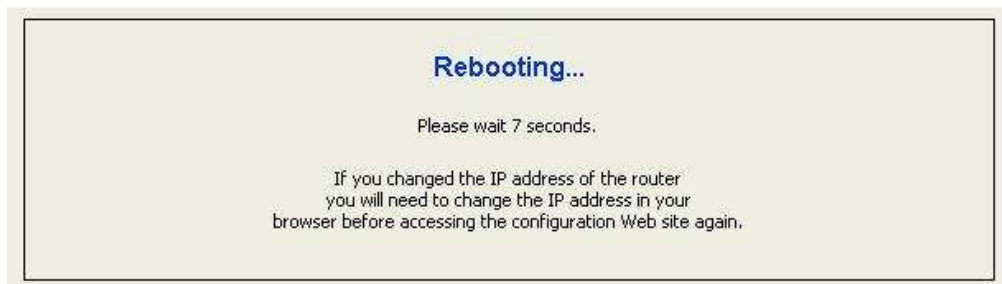 Rebooting...
Please wait 7 seconds.
If you changed the IP address of the router
you will need to change the IP address in your
browser before accessing the configuration Web site again.